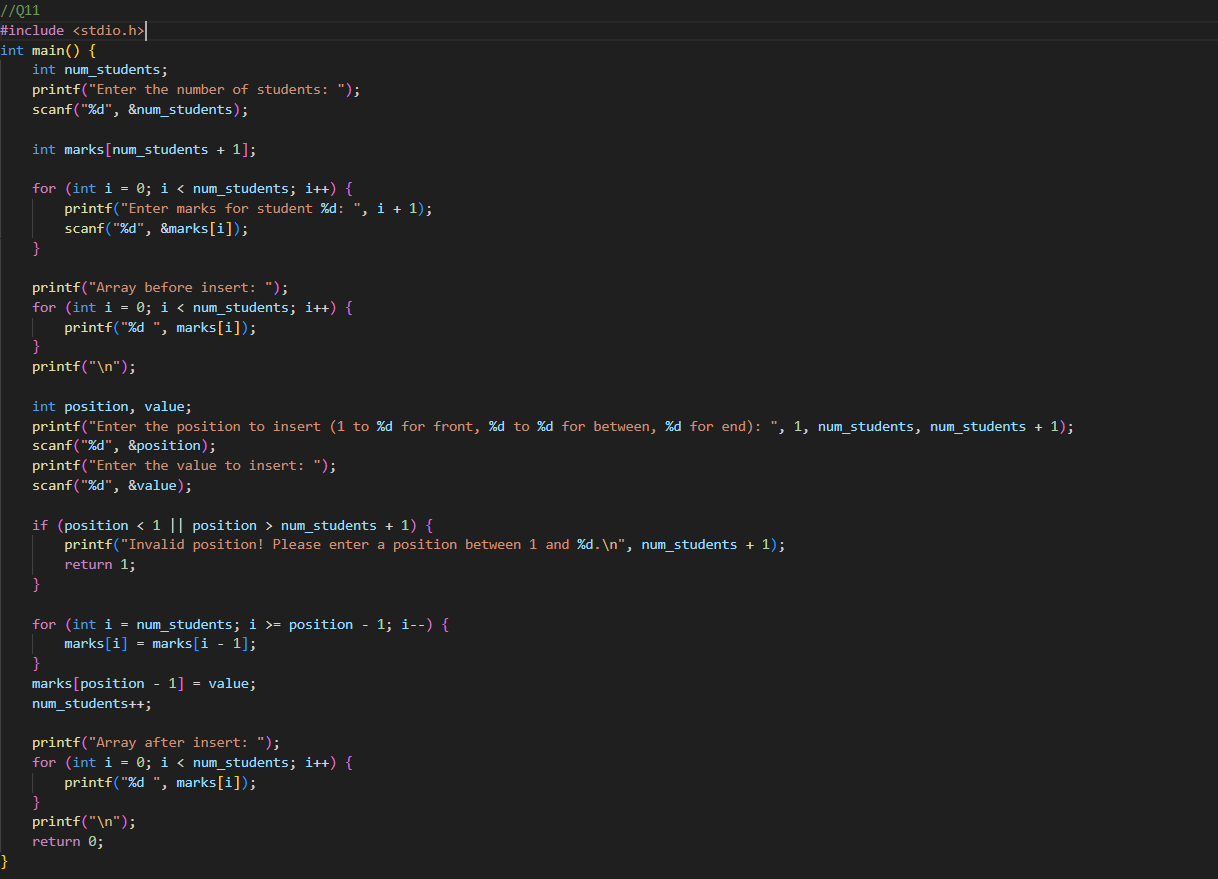 //Q11
#include <stdio.h>
int main() {
    int num_students;
    printf("Enter the number of students: ");
    scanf("%d", &num_students);

    int marks[num_students + 1];

    for (int i = 0; i < num_students; i++) {
        printf("Enter marks for student %d: ", i + 1);
        scanf("%d", &marks[i]);
    }

    printf("Array before insert: ");
    for (int i = 0; i < num_students; i++) {
        printf("%d ", marks[i]);
    }
    printf("\n");

    int position, value;
    printf("Enter the position to insert (1 to %d for front, %d to %d for between, %d for end): ", 1, num_students, num_students + 1);
    scanf("%d", &position);
    printf("Enter the value to insert: ");
    scanf("%d", &value);

    if (position < 1 || position > num_students + 1) {
        printf("Invalid position! Please enter a position between 1 and %d.\n", num_students + 1);
        return 1;
    }

    for (int i = num_students; i >= position - 1; i--) {
        marks[i] = marks[i - 1];
    }
    marks[position - 1] = value;
    num_students++;

    printf("Array after insert: ");
    for (int i = 0; i < num_students; i++) {
        printf("%d ", marks[i]);
    }
    printf("\n");
    return 0;
}